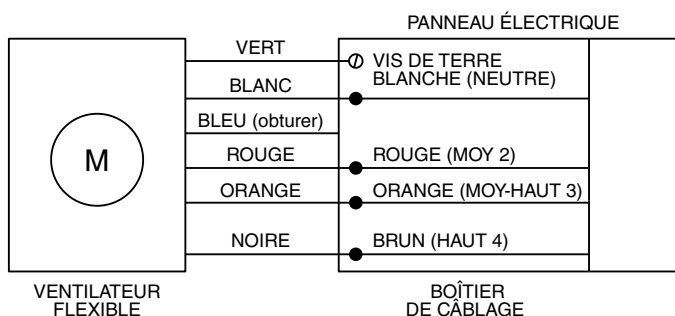 PANNEAU ÉLECTRIQUE
VERT
VIS DE TERRE
BLANC
BLANCHE (NEUTRE)
BLEU (obturer)
M
ROUGE
ROUGE (MOY 2)
ORANGE
ORANGE (MOY-HAUT 3)
NOIRE
BRUN (HAUT 4)
VENTILATEUR
FLEXIBLE
BOÎTIER
DE CÂBLAGE